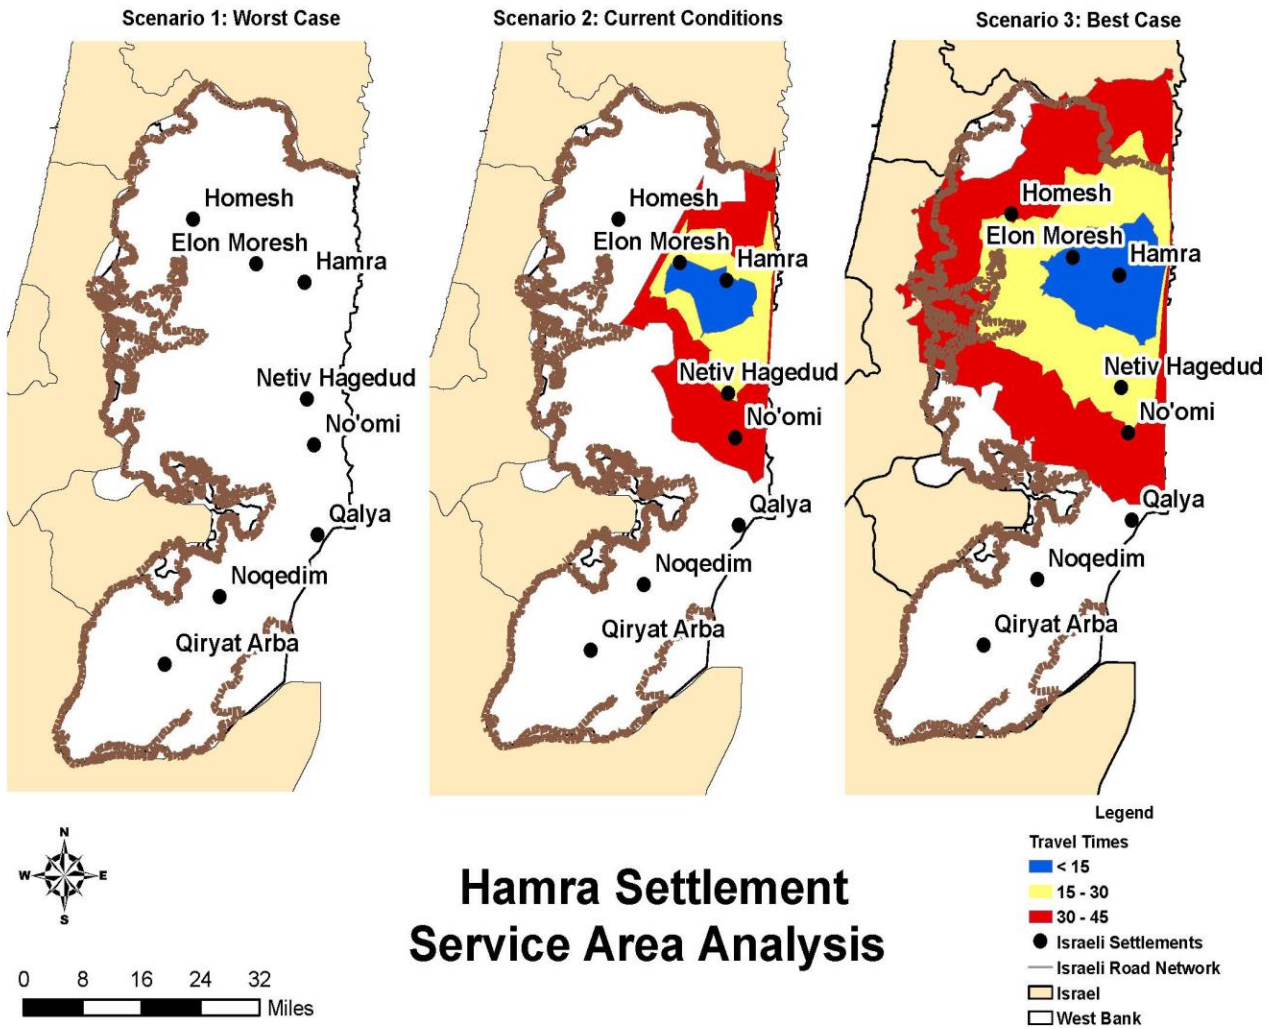 Scenario 1: Worst Case
Scenario 2: Current Conditions
Scenario 3: Best Case
Homesh
Elon Moresh
Hamra
Netiv Hagedud
No'omi
Qalya
Noqedim
Qiryat Arba
Homesh
Elon Moresh
Hamra
Netiv Hagedud
No'omi
Qalya
Noqedim
Qiryat Arba
Homesh
Elon Moresh
Hamra
Netiv Hagedud
No'omi
Qalya
Noqedim
Qiryat Arba
N
W E
S
0 8 16 24 32
Miles
Hamra Settlement
Service Area Analysis
Legend
Travel Times
< 15
15 - 30
30 - 45
Israeli Settlements
Israeli Road Network
Israel
West Bank